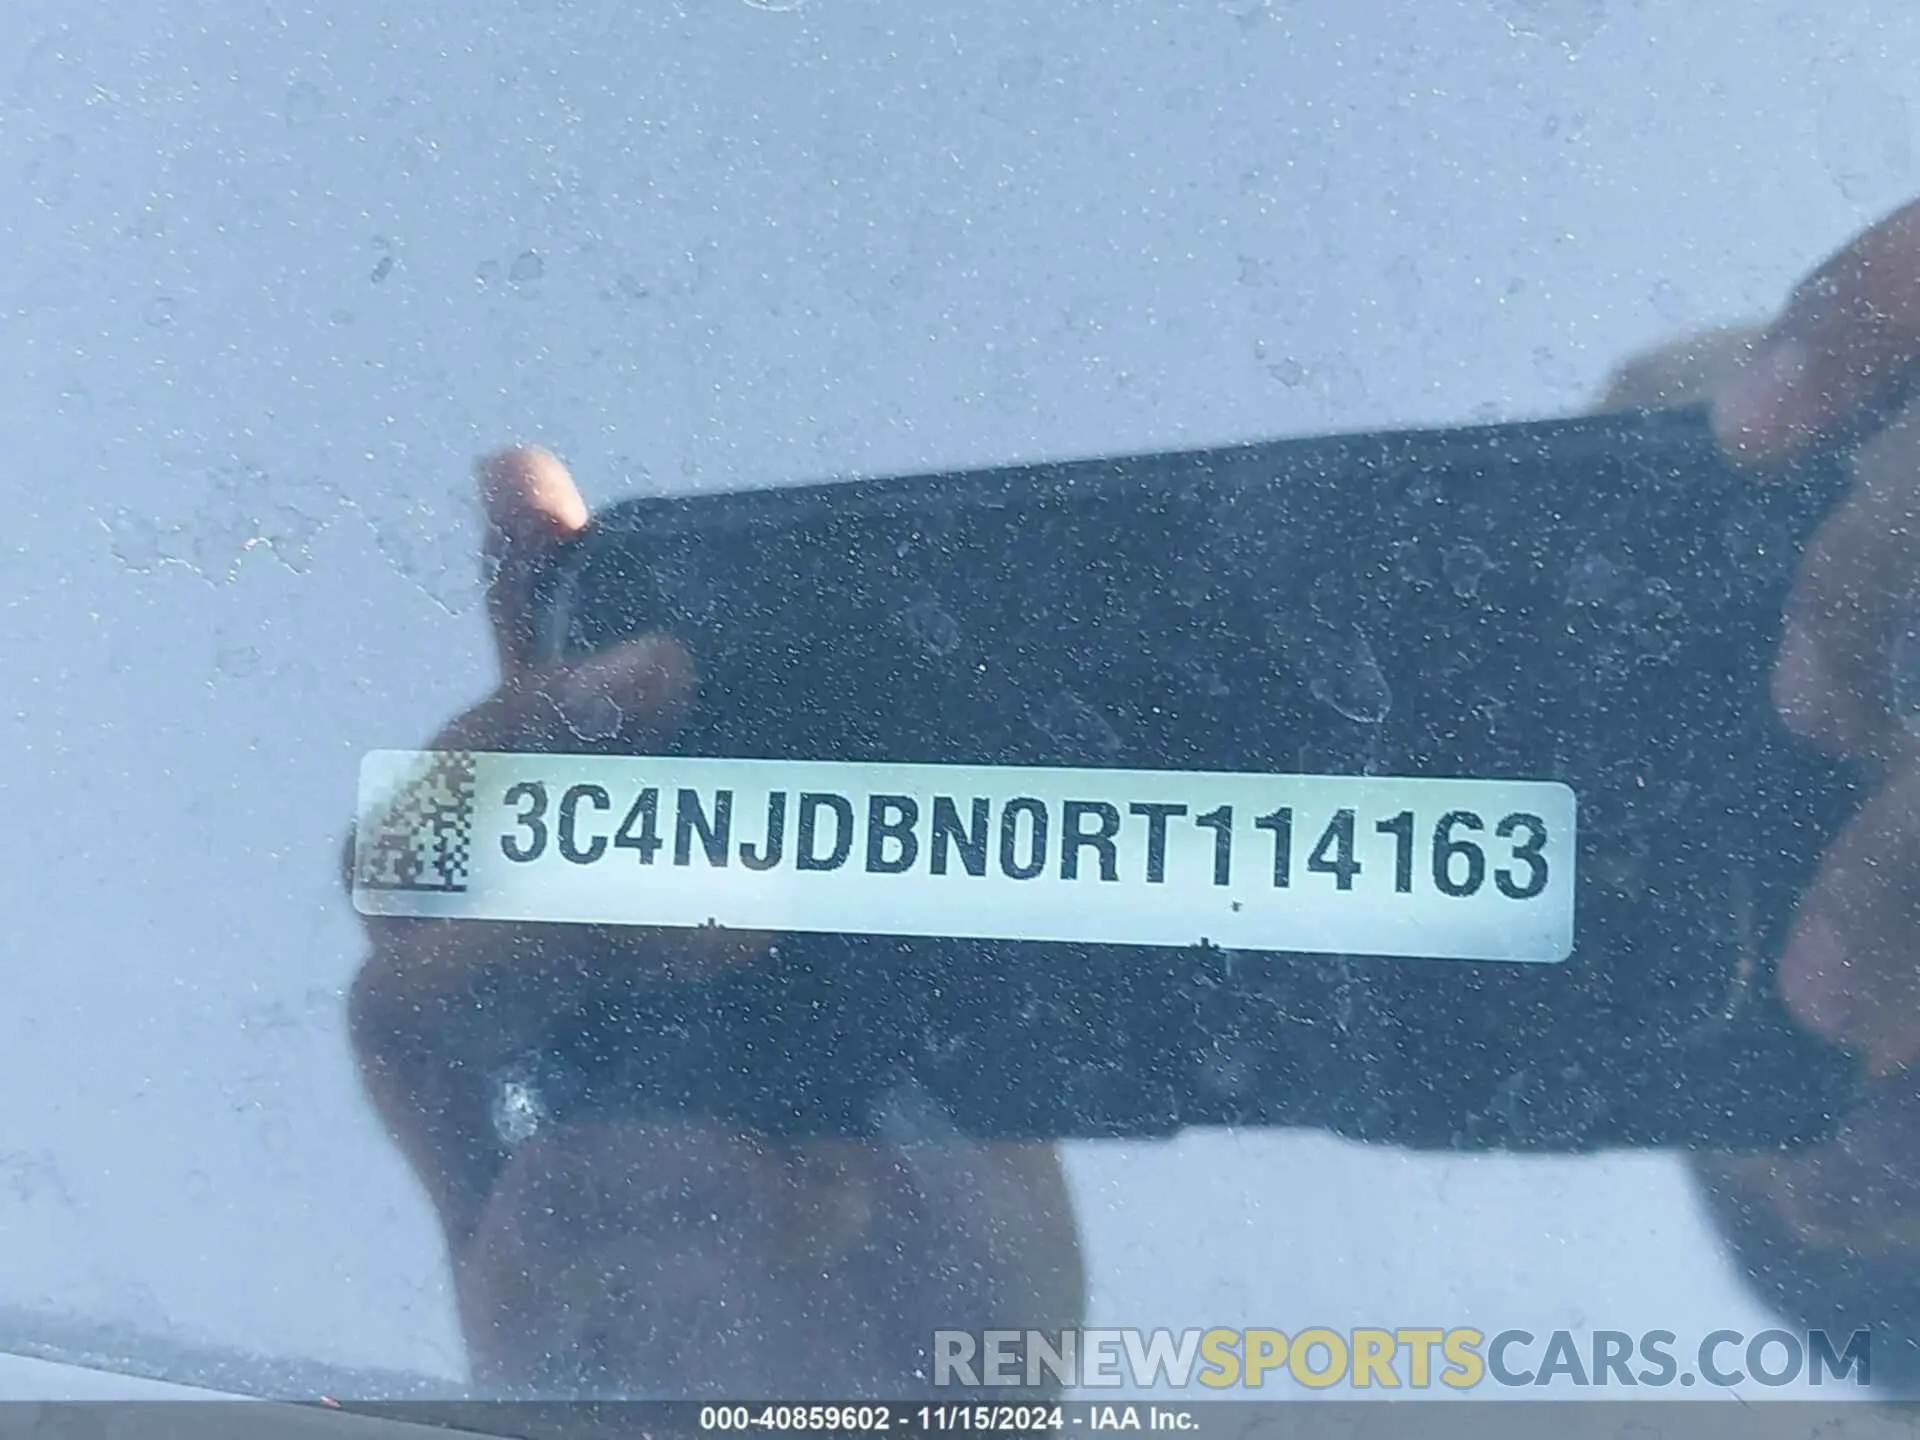 3C4NJDBN0RT114163
RENEWSPORTSCARS.COM
000-40859602 - 11/15/2024 - IAA Inc.